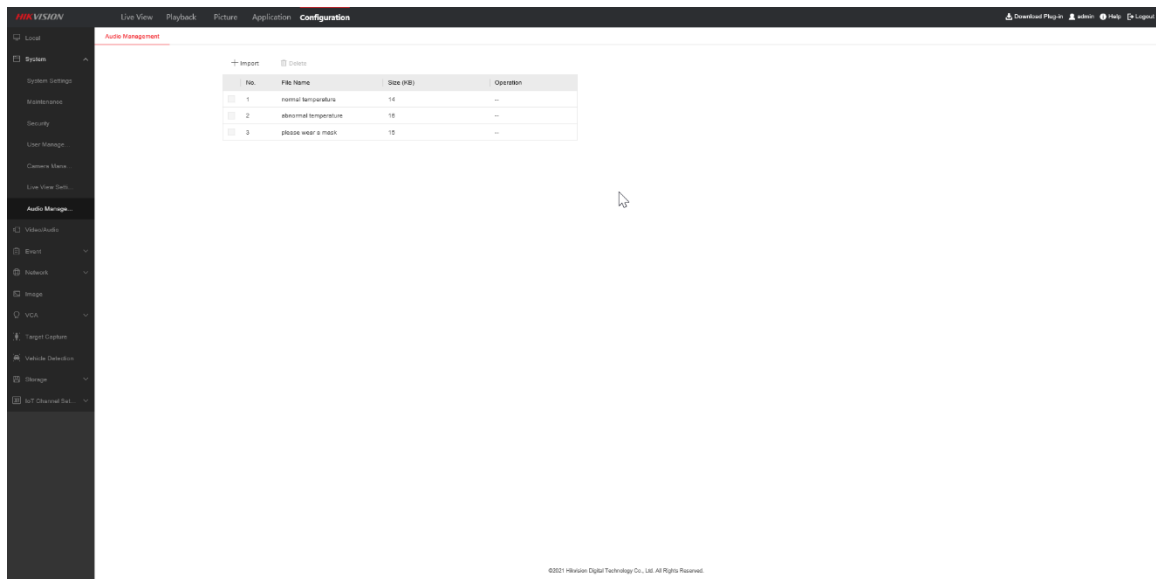 HIKVISION Live View Playback Picture Application Configuration Download Plug-in admin Help Logout
Local
Audio Management
System
Import Delete
No. File Name Size (KB) Operation
1 normal temperature 14 --
2 abnormal temperature 16 --
3 please wear a mask 15 --
System Settings
Maintenance
Security
User Manage...
Camera Mana...
Live View Setti...
Audio Manage...
Video/Audio
Event
Network
Image
VCA
Target Capture
Vehicle Detection
Storage
IoT Channel Set...
©2021 Hikvision Digital Technology Co., Ltd. All Rights Reserved.